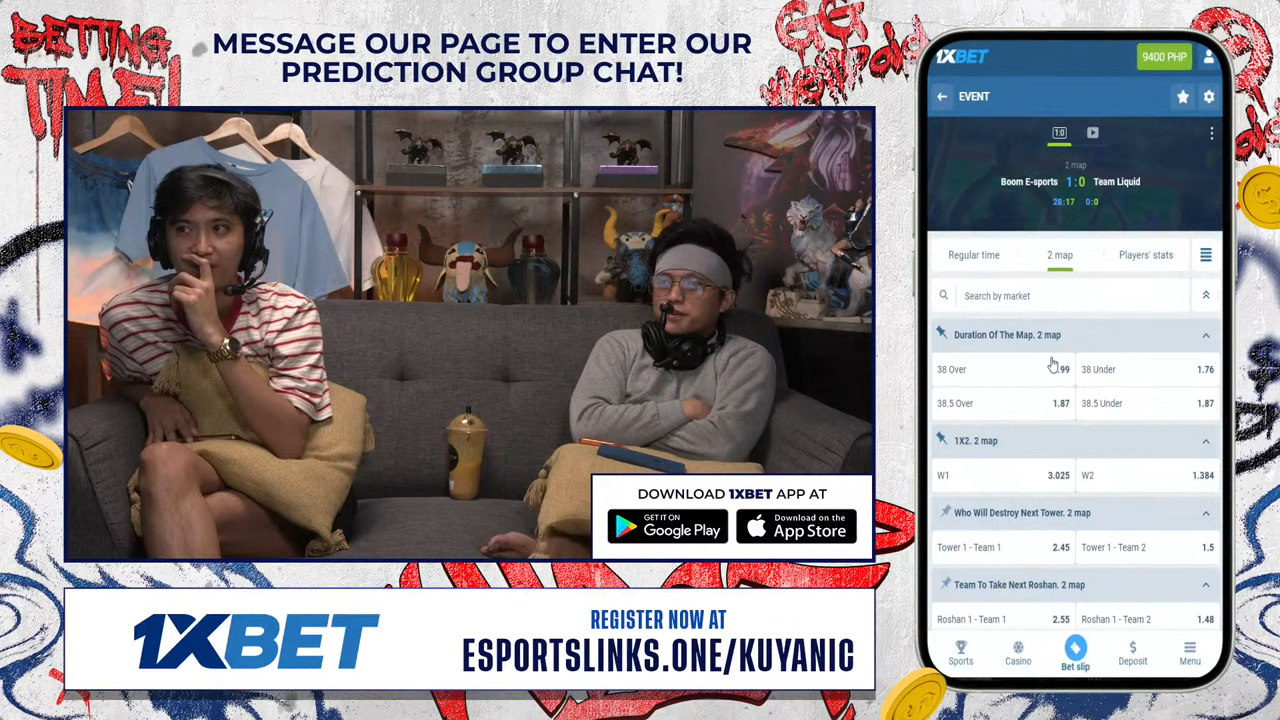 BETTING
TIME!
MESSAGE OUR PAGE TO ENTER OUR
PREDICTION GROUP CHAT!
GG
DOWNLOAD 1XBET APP AT
GET IT ON
Google Play
Download on the
App Store
1XBET
REGISTER NOW AT
ESPORTSLINKS.ONE/KUYANIC
1XBET
9400 PHP
EVENT
1:0
2 map
Boom E-sports 1:0 Team Liquid
28:17 0:0
Regular time 2 map Players' stats
Search by market
Duration Of The Map. 2 map
38 Over .99 38 Under 1.76
38.5 Over 1.87 38.5 Under 1.87
1X2. 2 map
W1 3.025 W2 1.384
Who Will Destroy Next Tower. 2 map
Tower 1 - Team 1 2.45 Tower 1 - Team 2 1.5
Team To Take Next Roshan. 2 map
Roshan 1 - Team 1 2.55 Roshan 1 - Team 2 1.48
Sports Casino Bet slip Deposit Menu